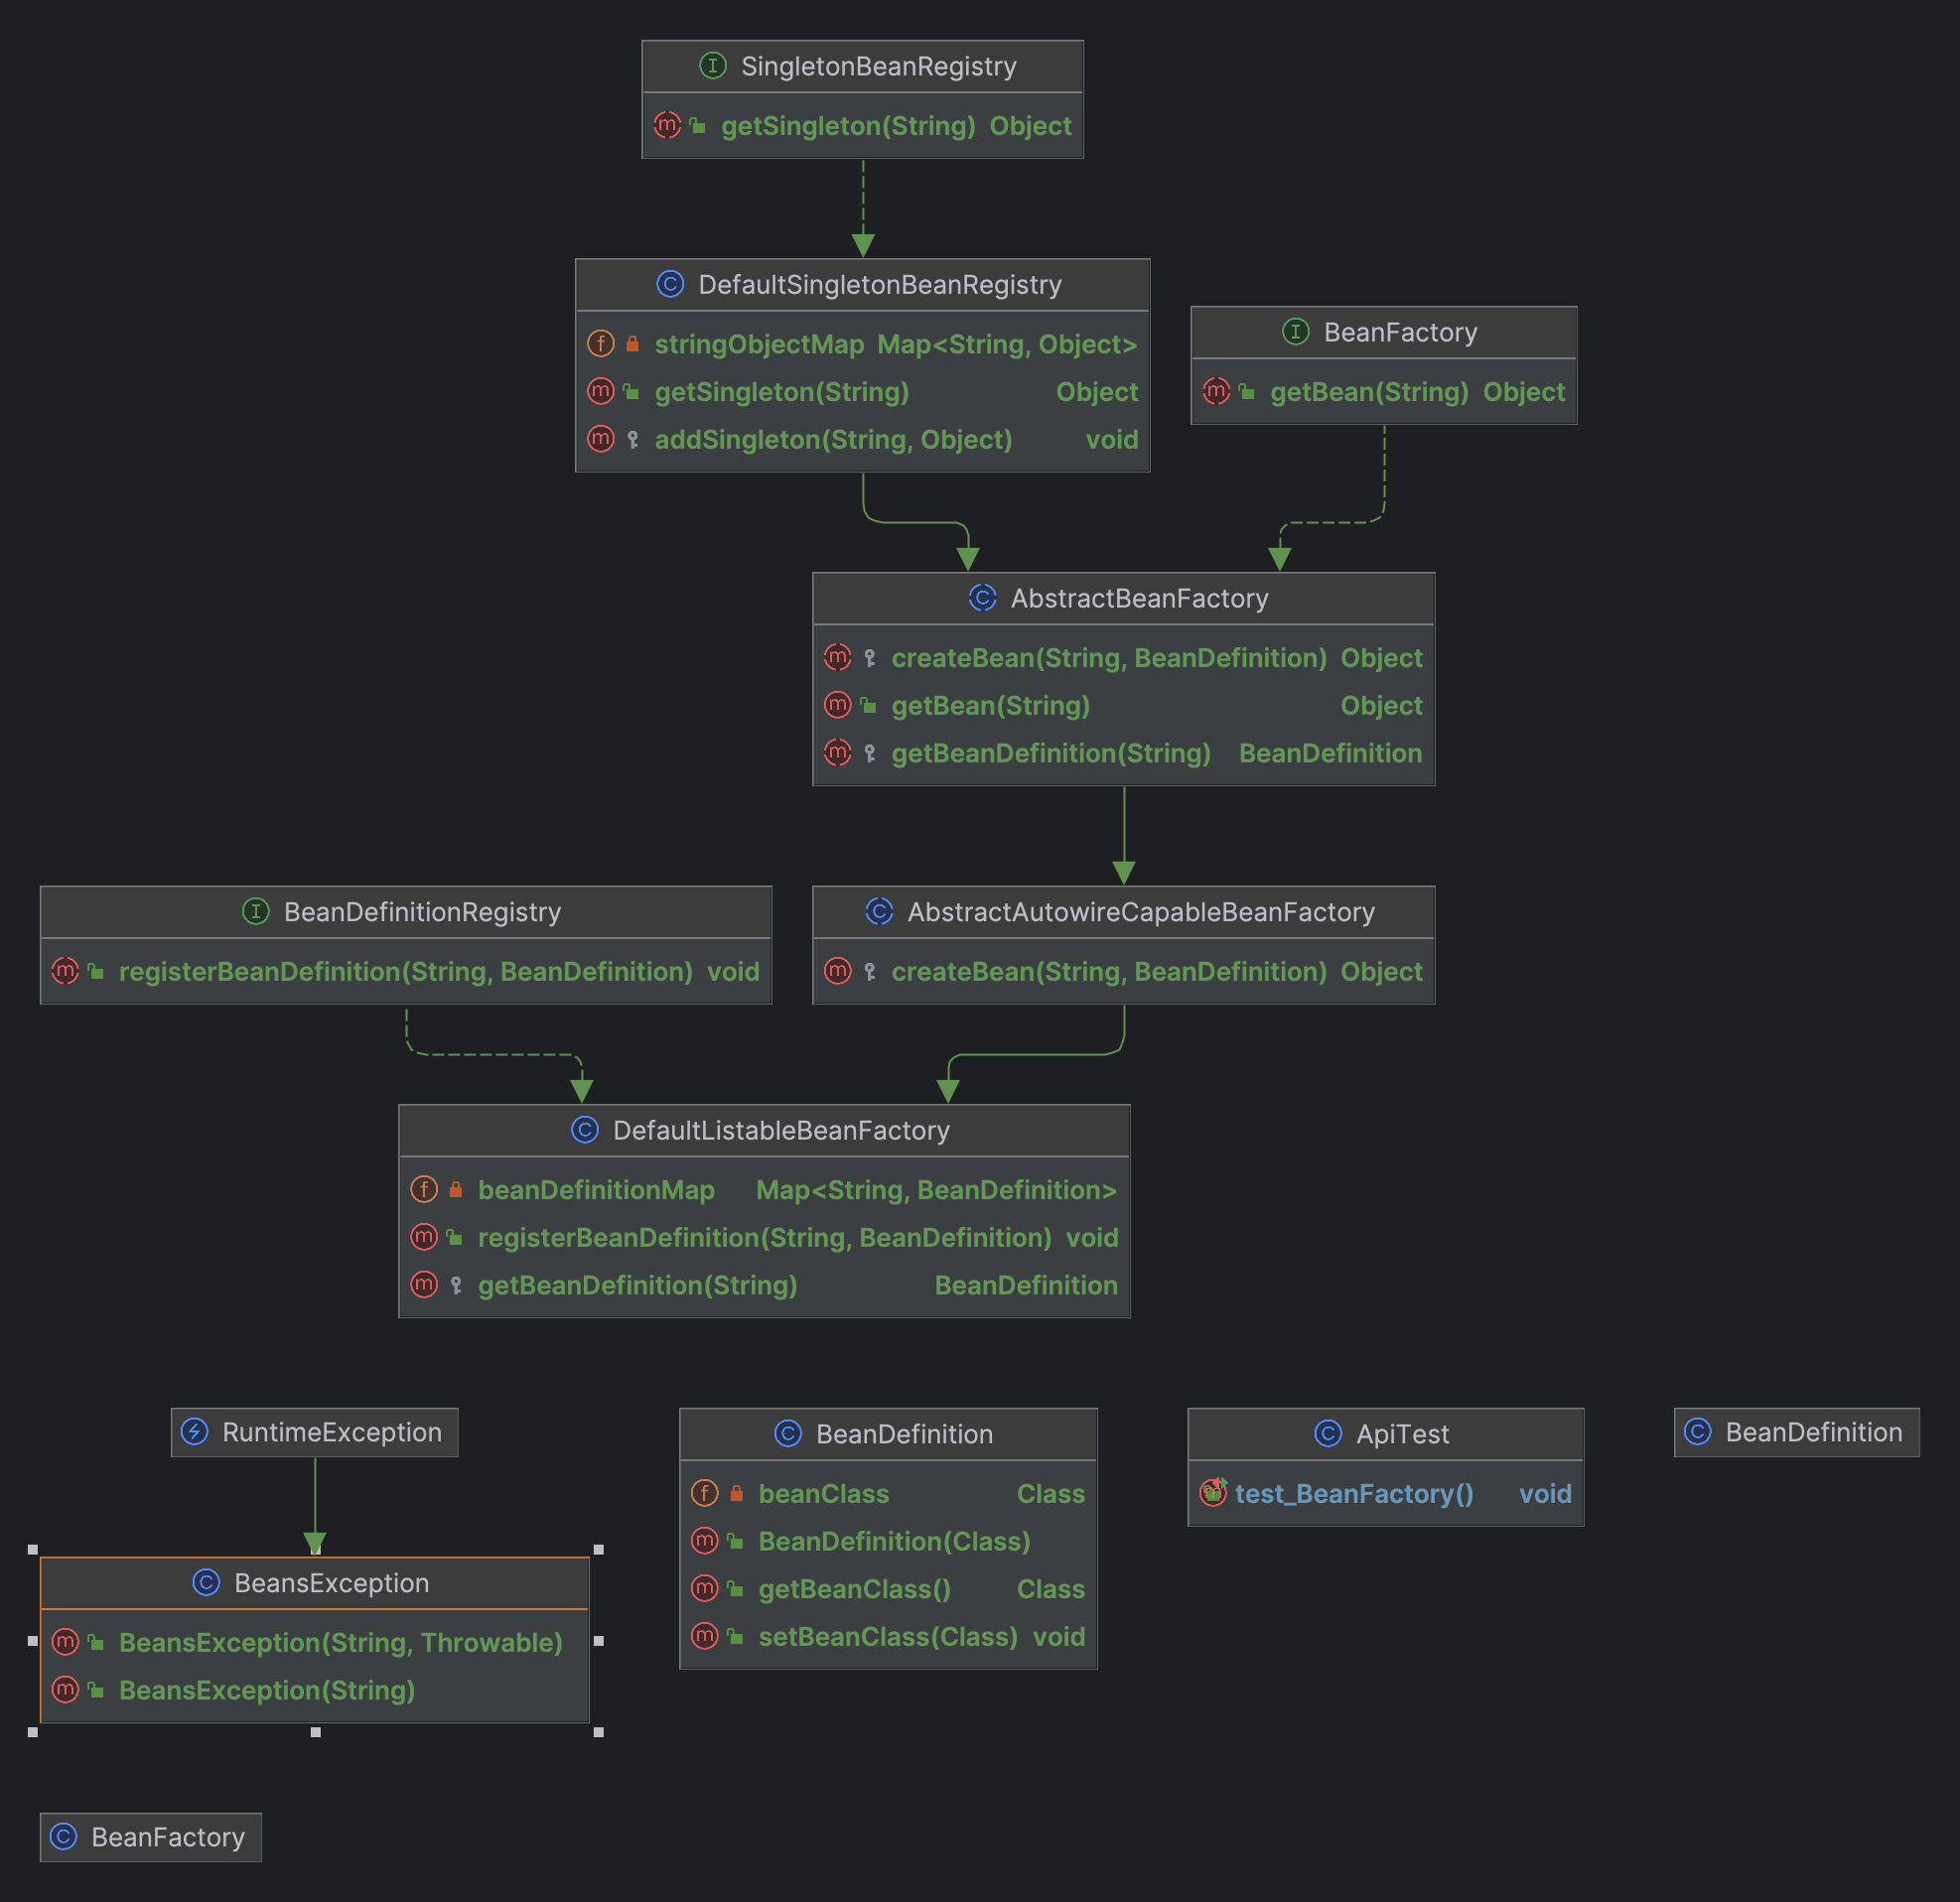 SingletonBeanRegistry
getSingleton(String) Object
DefaultSingletonBeanRegistry
stringObjectMap Map<String, Object>
getSingleton(String) Object
addSingleton(String, Object) void
BeanFactory
getBean(String) Object
AbstractBeanFactory
createBean(String, BeanDefinition) Object
getBean(String) Object
getBeanDefinition(String) BeanDefinition
BeanDefinitionRegistry
registerBeanDefinition(String, BeanDefinition) void
AbstractAutowireCapableBeanFactory
createBean(String, BeanDefinition) Object
DefaultListableBeanFactory
beanDefinitionMap Map<String, BeanDefinition>
registerBeanDefinition(String, BeanDefinition) void
getBeanDefinition(String) BeanDefinition
RuntimeException
BeansException
BeansException(String, Throwable)
BeansException(String)
BeanDefinition
beanClass Class
BeanDefinition(Class)
getBeanClass() Class
setBeanClass(Class) void
ApiTest
test_BeanFactory() void
BeanDefinition
BeanFactory